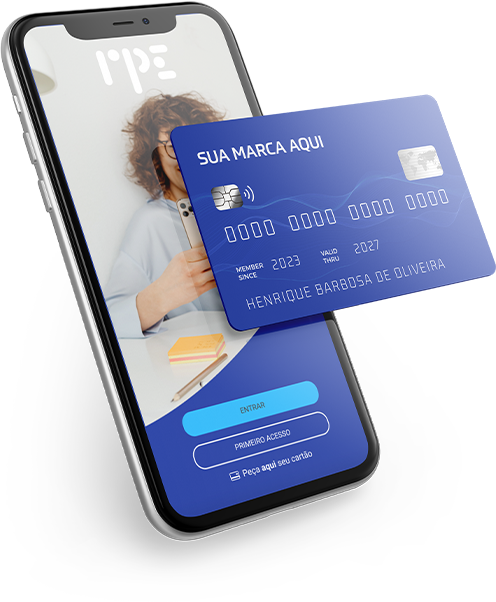 rpe
SUA MARCA AQUI
0000 0000 0000 0000
MEMBER SINCE 2023 VALID THRU 2027
HENRIQUE BARBOSA DE OLIVEIRA
ENTRAR
PRIMEIRO ACESSO
Peça aqui seu cartão